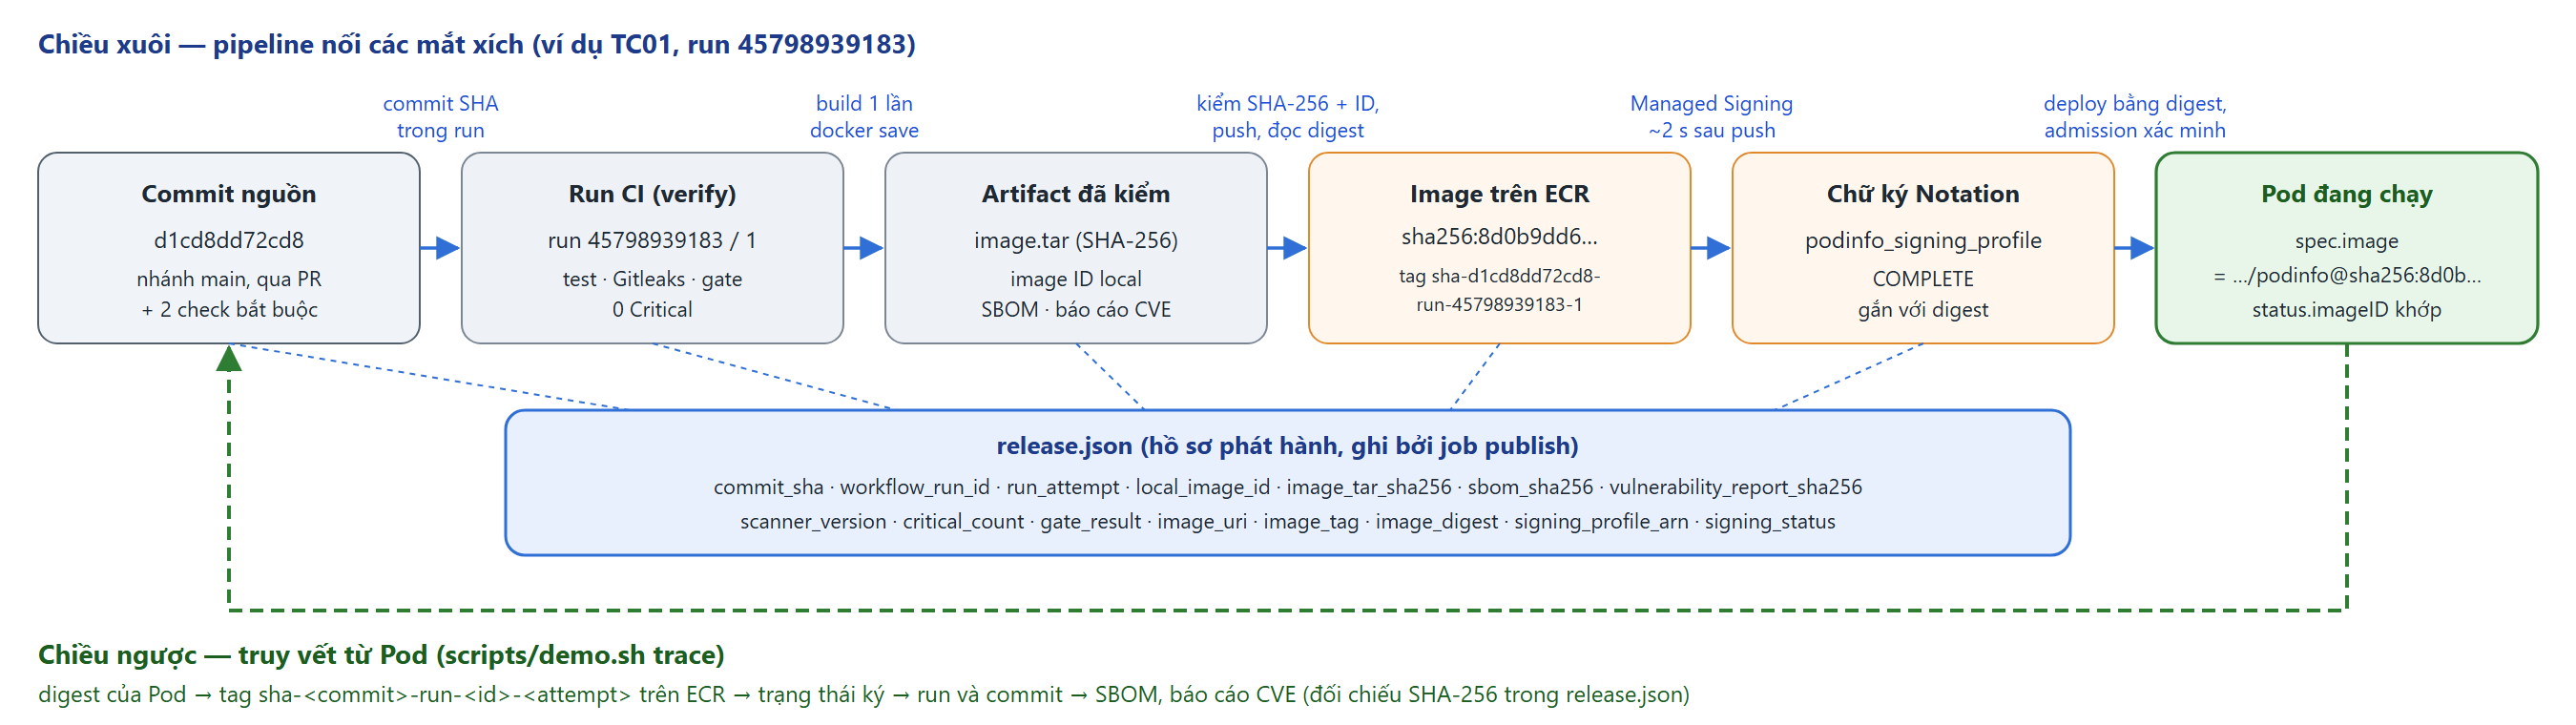 Chiều xuôi — pipeline nối các mắt xích (ví dụ TC01, run 45798939183)
commit SHA
trong run
build 1 lần
docker save
kiểm SHA-256 + ID,
push, đọc digest
Managed Signing
~2 s sau push
deploy bằng digest,
admission xác minh
Commit nguồn
d1cd8dd72cd8
nhánh main, qua PR
+ 2 check bắt buộc
Run CI (verify)
run 45798939183 / 1
test · Gitleaks · gate
0 Critical
Artifact đã kiểm
image.tar (SHA-256)
image ID local
SBOM · báo cáo CVE
Image trên ECR
sha256:8d0b9dd6...
tag sha-d1cd8dd72cd8-
run-45798939183-1
Chữ ký Notation
podinfo_signing_profile
COMPLETE
gắn với digest
Pod đang chạy
spec.image
= .../podinfo@sha256:8d0b...
status.imageID khớp
release.json (hồ sơ phát hành, ghi bởi job publish)
commit_sha · workflow_run_id · run_attempt · local_image_id · image_tar_sha256 · sbom_sha256 · vulnerability_report_sha256
scanner_version · critical_count · gate_result · image_uri · image_tag · image_digest · signing_profile_arn · signing_status
Chiều ngược — truy vết từ Pod (scripts/demo.sh trace)
digest của Pod → tag sha-<commit>-run-<id>-<attempt> trên ECR → trạng thái ký → run và commit → SBOM, báo cáo CVE (đối chiếu SHA-256 trong release.json)